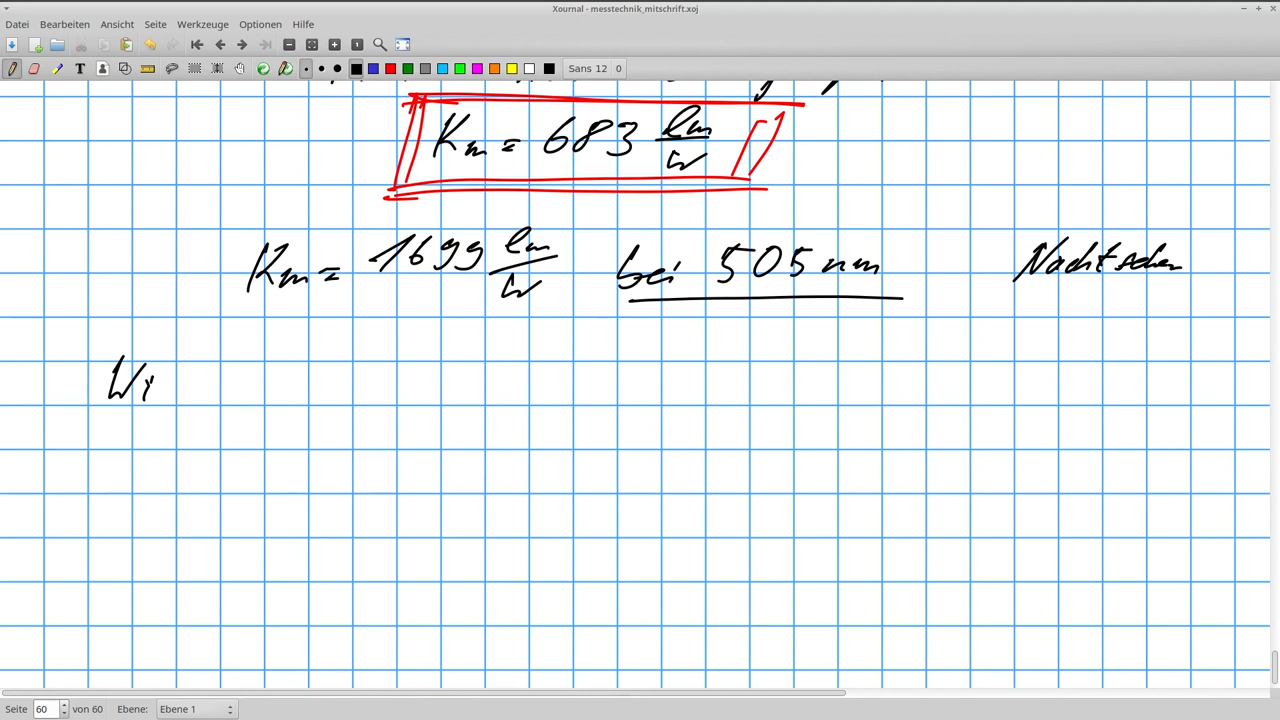 Xournal - messtechnik_mitschrift.xoj
Datei Bearbeiten Ansicht Seite Werkzeuge Optionen Hilfe
Sans 12 0
Km = 683 lm/W
Km = 1699 lm/W bei 505 nm Nachtsehen
Wi
Seite 60 von 60 Ebene: Ebene 1